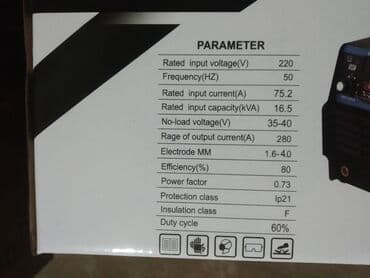 PARAMETER
Rated input voltage(V) 220
Frequency(HZ) 50
Rated input current(A) 75.2
Rated input capacity(kVA) 16.5
No-load voltage(V) 35-40
Rage of output current(A) 280
Electrode MM 1.6-4.0
Efficiency(%) 80
Power factor 0.73
Protection class Ip21
Insulation class F
Duty cycle 60%